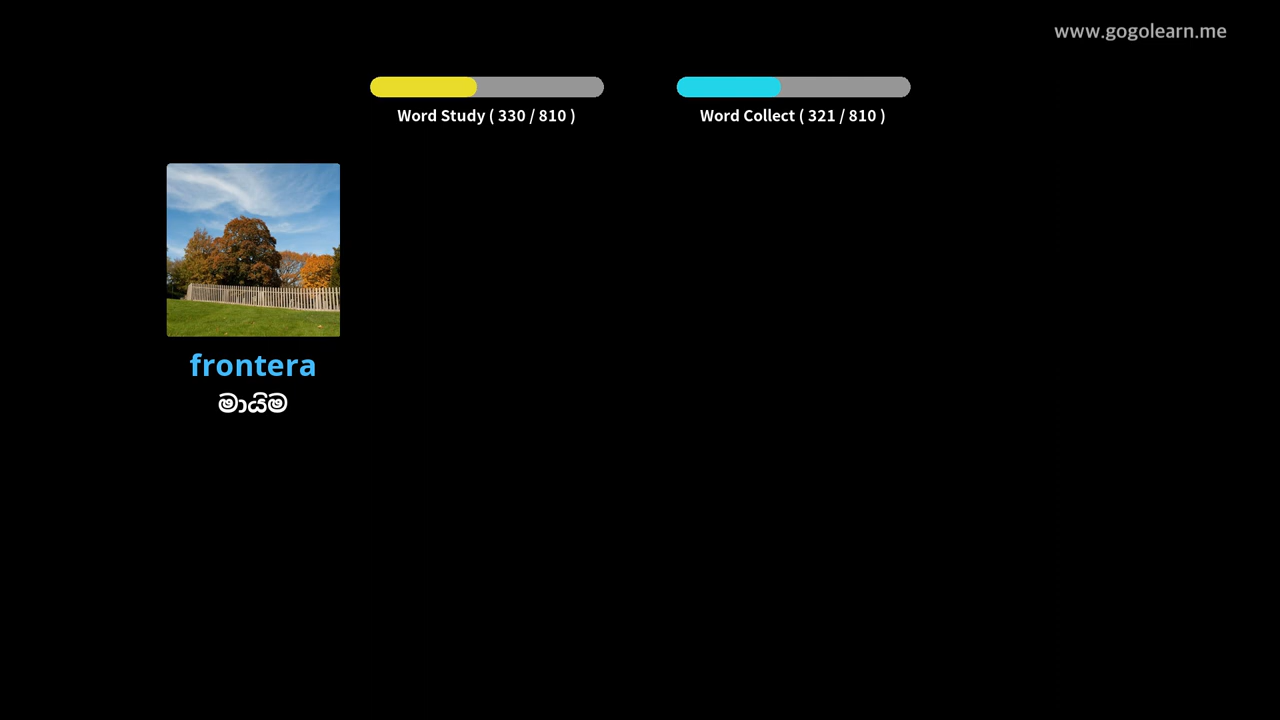 www.gogolearn.me
Word Study ( 330 / 810 )
Word Collect ( 321 / 810 )
frontera
මායිම